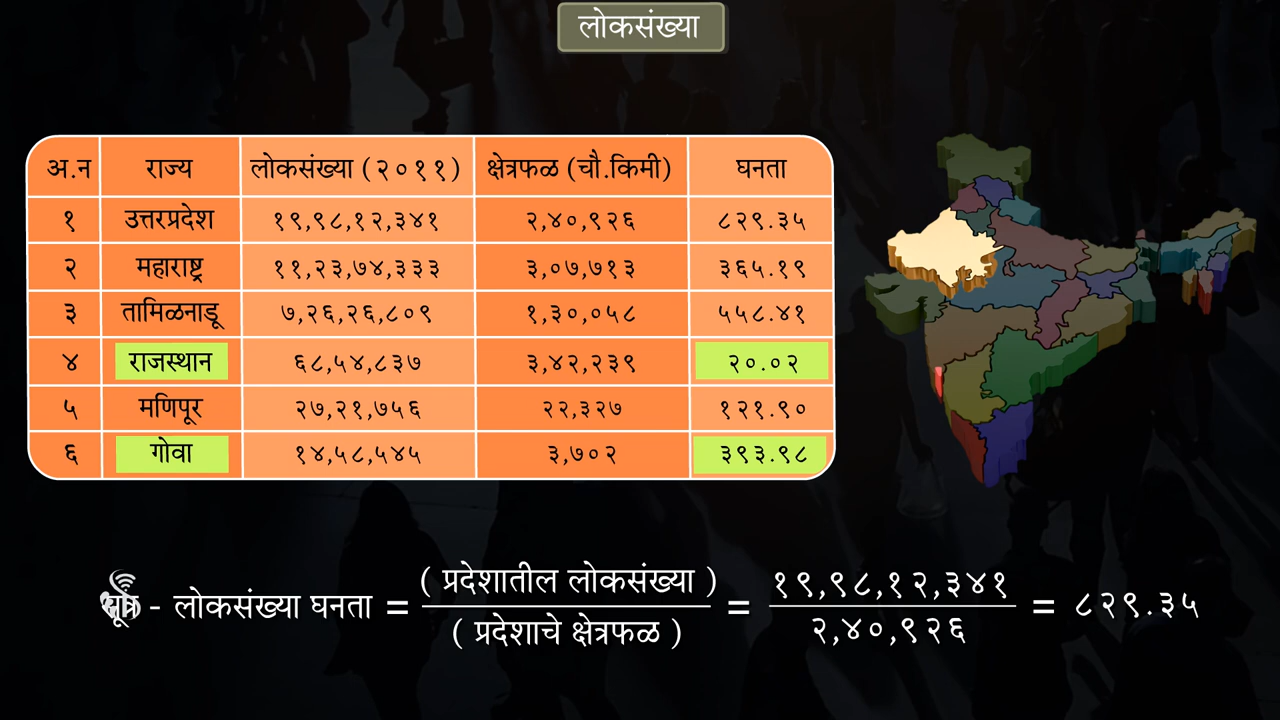 लोकसंख्या
अ.न राज्य लोकसंख्या (२०११) क्षेत्रफळ (चौ.किमी) घनता
१ उत्तरप्रदेश १९,९८,१२,३४१ २,४०,९२६ ८२९.३५
२ महाराष्ट्र ११,२३,७४,३३३ ३,०७,७१३ ३६५.१९
३ तामिळनाडू ७,२६,२६,८०९ १,३०,०५८ ५५८.४१
४ राजस्थान ६८,५४,८३७ ३,४२,२३९ २०.०२
५ मणिपूर २७,२१,७५६ २२,३२७ १२१.९०
६ गोवा १४,५८,५४५ ३,७०२ ३९३.९८
- लोकसंख्या घनता = ( प्रदेशातील लोकसंख्या ) / ( प्रदेशाचे क्षेत्रफळ ) = १९,९८,१२,३४१ / २,४०,९२६ = ८२९.३५